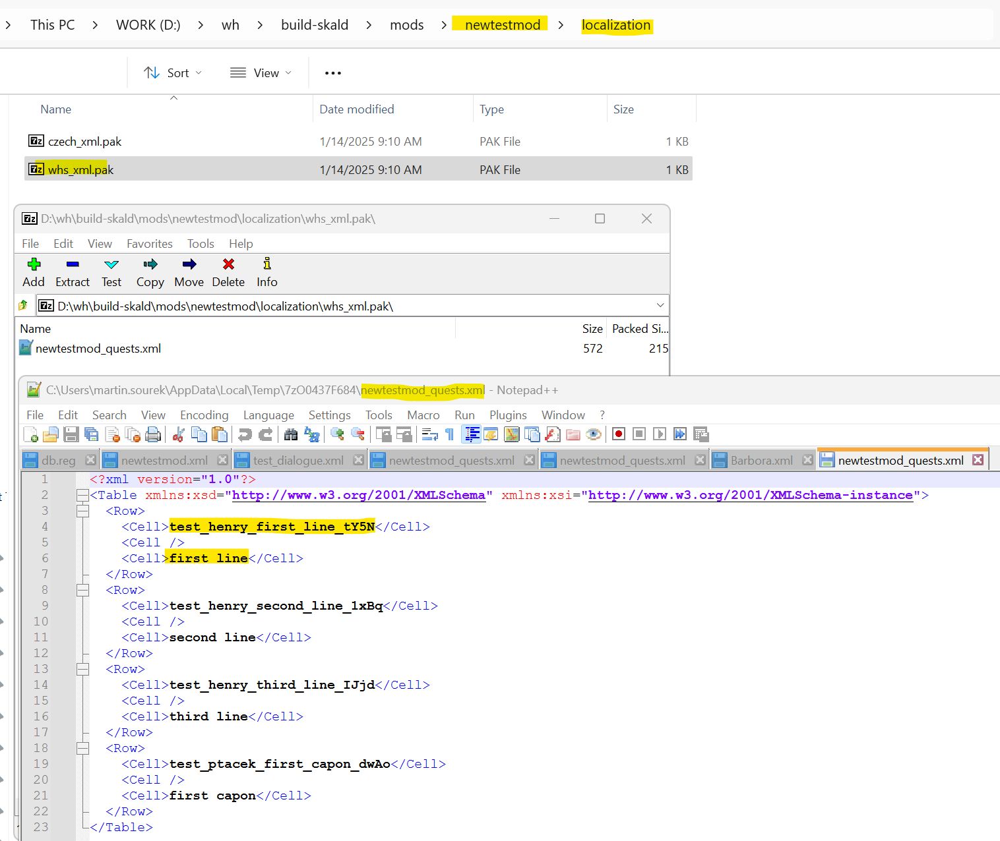 This PC > WORK (D:) > wh > build-skald > mods > newtestmod > localization
Sort View
Name Date modified Type Size
czech_xml.pak 1/14/2025 9:10 AM PAK File 1 KB
whs_xml.pak 1/14/2025 9:10 AM PAK File 1 KB
D:\wh\build-skald\mods\newtestmod\localization\whs_xml.pak\
File Edit View Favorites Tools Help
Add Extract Test Copy Move Delete Info
D:\wh\build-skald\mods\newtestmod\localization\whs_xml.pak\
Name Size Packed Si...
newtestmod_quests.xml 572 215
C:\Users\martin.sourek\AppData\Local\Temp\7zO0437F684\newtestmod_quests.xml - Notepad++
File Edit Search View Encoding Language Settings Tools Macro Run Plugins Window ?
db.reg newtestmod.xml test_dialogue.xml newtestmod_quests.xml newtestmod_quests.xml Barbora.xml newtestmod_quests.xml
1 <?xml version="1.0"?>
2 <Table xmlns:xsd="http://www.w3.org/2001/XMLSchema" xmlns:xsi="http://www.w3.org/2001/XMLSchema-instance">
3 <Row>
4 <Cell>test_henry_first_line_tY5N</Cell>
5 <Cell />
6 <Cell>first line</Cell>
7 </Row>
8 <Row>
9 <Cell>test_henry_second_line_1xBq</Cell>
10 <Cell />
11 <Cell>second line</Cell>
12 </Row>
13 <Row>
14 <Cell>test_henry_third_line_IJjd</Cell>
15 <Cell />
16 <Cell>third line</Cell>
17 </Row>
18 <Row>
19 <Cell>test_ptacek_first_capon_dwAo</Cell>
20 <Cell />
21 <Cell>first capon</Cell>
22 </Row>
23 </Table>